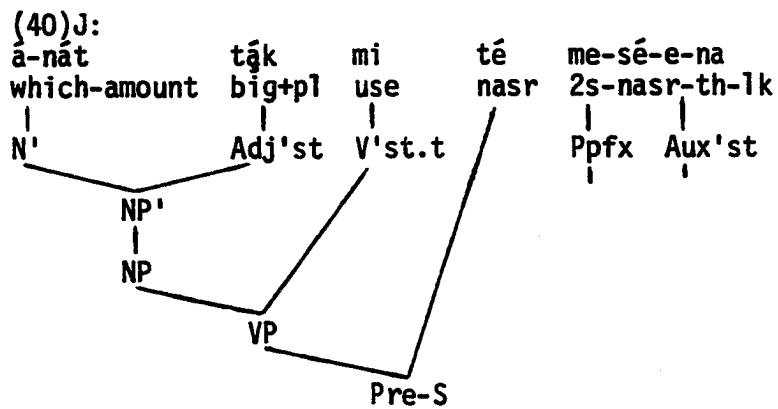 (40)J:
á-nát tą́k mi té me-sé-e-na
which-amount big+pl use nasr 2s-nasr-th-lk
N' Adj'st V'st.t Ppfx Aux'st
NP'
NP
VP
Pre-S